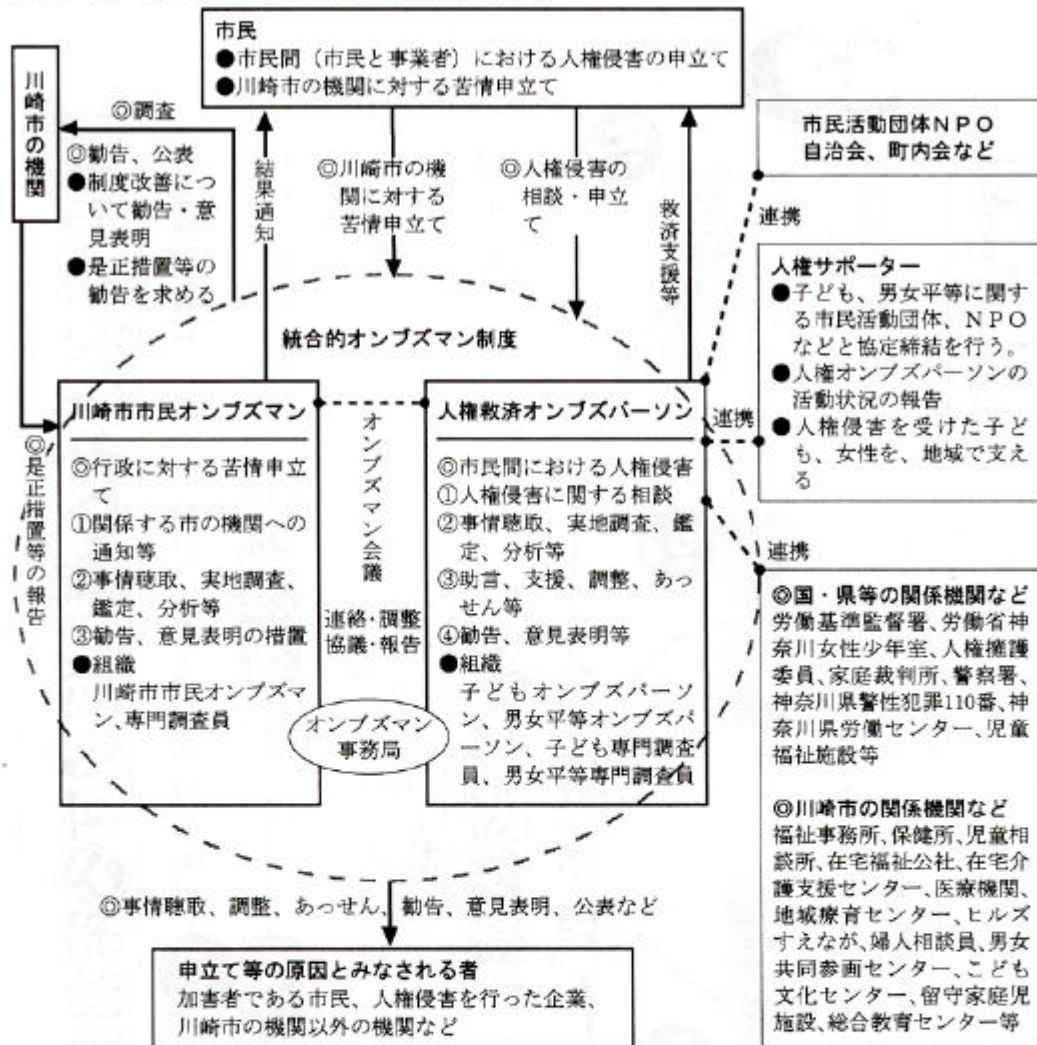 市民
●市民間（市民と事業者）における人権侵害の申立て
●川崎市の機関に対する苦情申立て
川崎市の機関
◎調査
◎勧告、公表
●制度改善につ
いて勧告・意
見表明
●是正措置等の
勧告を求める
結果通知
◎川崎市の機
関に対する
苦情申立て
◎人権侵害の
相談・申立
て
救済支援等
市民活動団体ＮＰＯ
自治会、町内会など
連携
人権サポーター
●子ども、男女平等に関す
る市民活動団体、ＮＰＯ
などと協定締結を行う。
●人権オンブズパーソンの
活動状況の報告
●人権侵害を受けた子ど
も、女性を、地域で支え
る
連携
統合的オンブズマン制度
◎是正措置等の報告
川崎市市民オンブズマン
◎行政に対する苦情申立
て
①関係する市の機関への
通知等
②事情聴取、実地調査、
鑑定、分析等
③勧告、意見表明の措置
●組織
川崎市市民オンブズマ
ン、専門調査員
オンブズマン会議
連絡・調整
協議・報告
オンブズマン
事務局
人権救済オンブズパーソン
◎市民間における人権侵害
①人権侵害に関する相談
②事情聴取、実地調査、鑑
定、分析等
③助言、支援、調整、あっ
せん等
④勧告、意見表明等
●組織
子どもオンブズパーソ
ン、男女平等オンブズパ
ーソン、子ども専門調査
員、男女平等専門調査員
連携
◎国・県等の関係機関など
労働基準監督署、労働省神
奈川女性少年室、人権擁護
委員、家庭裁判所、警察署、
神奈川県警性犯罪110番、神
奈川県労働センター、児童
福祉施設等
◎川崎市の関係機関など
福祉事務所、保健所、児童相
談所、在宅福祉公社、在宅介
護支援センター、医療機関、
地域療育センター、ヒルズ
すえなが、婦人相談員、男女
共同参画センター、こども
文化センター、留守家庭児
施設、総合教育センター等
◎事情聴取、調整、あっせん、勧告、意見表明、公表など
申立て等の原因とみなされる者
加害者である市民、人権侵害を行った企業、
川崎市の機関以外の機関など